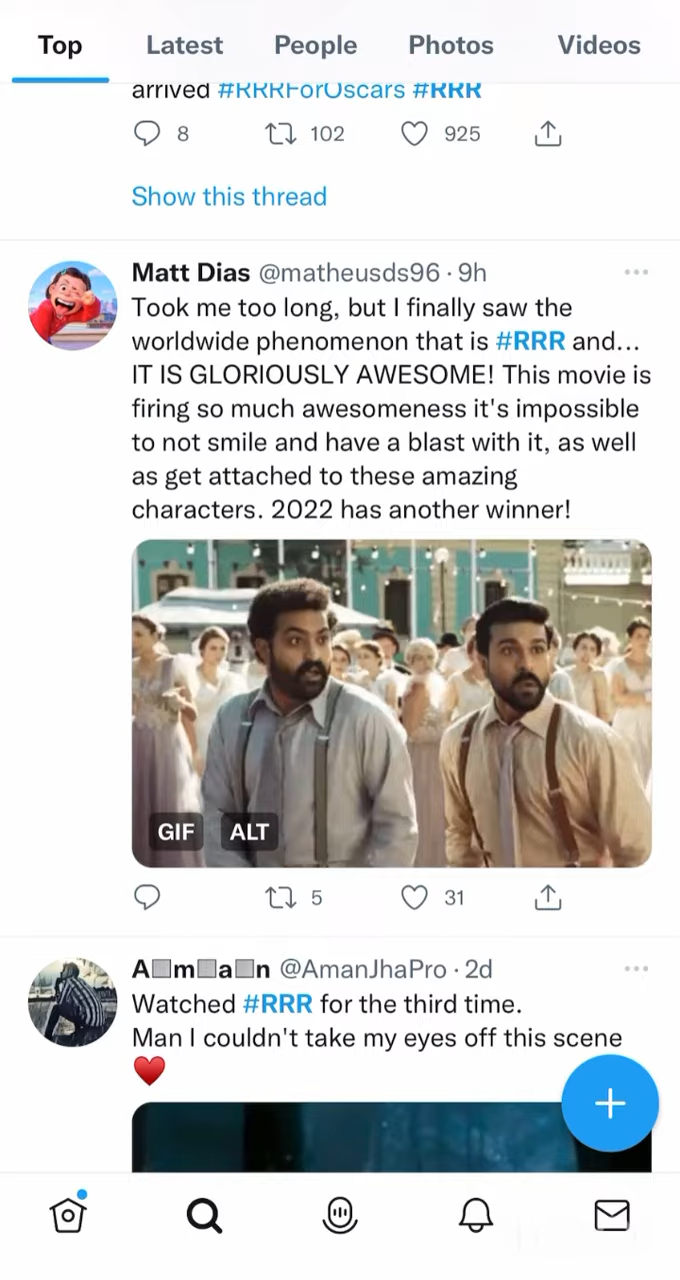 Top Latest People Photos Videos
arrived #RRRForOscars #RRR
8 102 925
Show this thread
Matt Dias @matheusds96 · 9h
Took me too long, but I finally saw the
worldwide phenomenon that is #RRR and...
IT IS GLORIOUSLY AWESOME! This movie is
firing so much awesomeness it's impossible
to not smile and have a blast with it, as well
as get attached to these amazing
characters. 2022 has another winner!
GIF ALT
5 31
A□m□a□n @AmanJhaPro · 2d
Watched #RRR for the third time.
Man I couldn't take my eyes off this scene
♥️